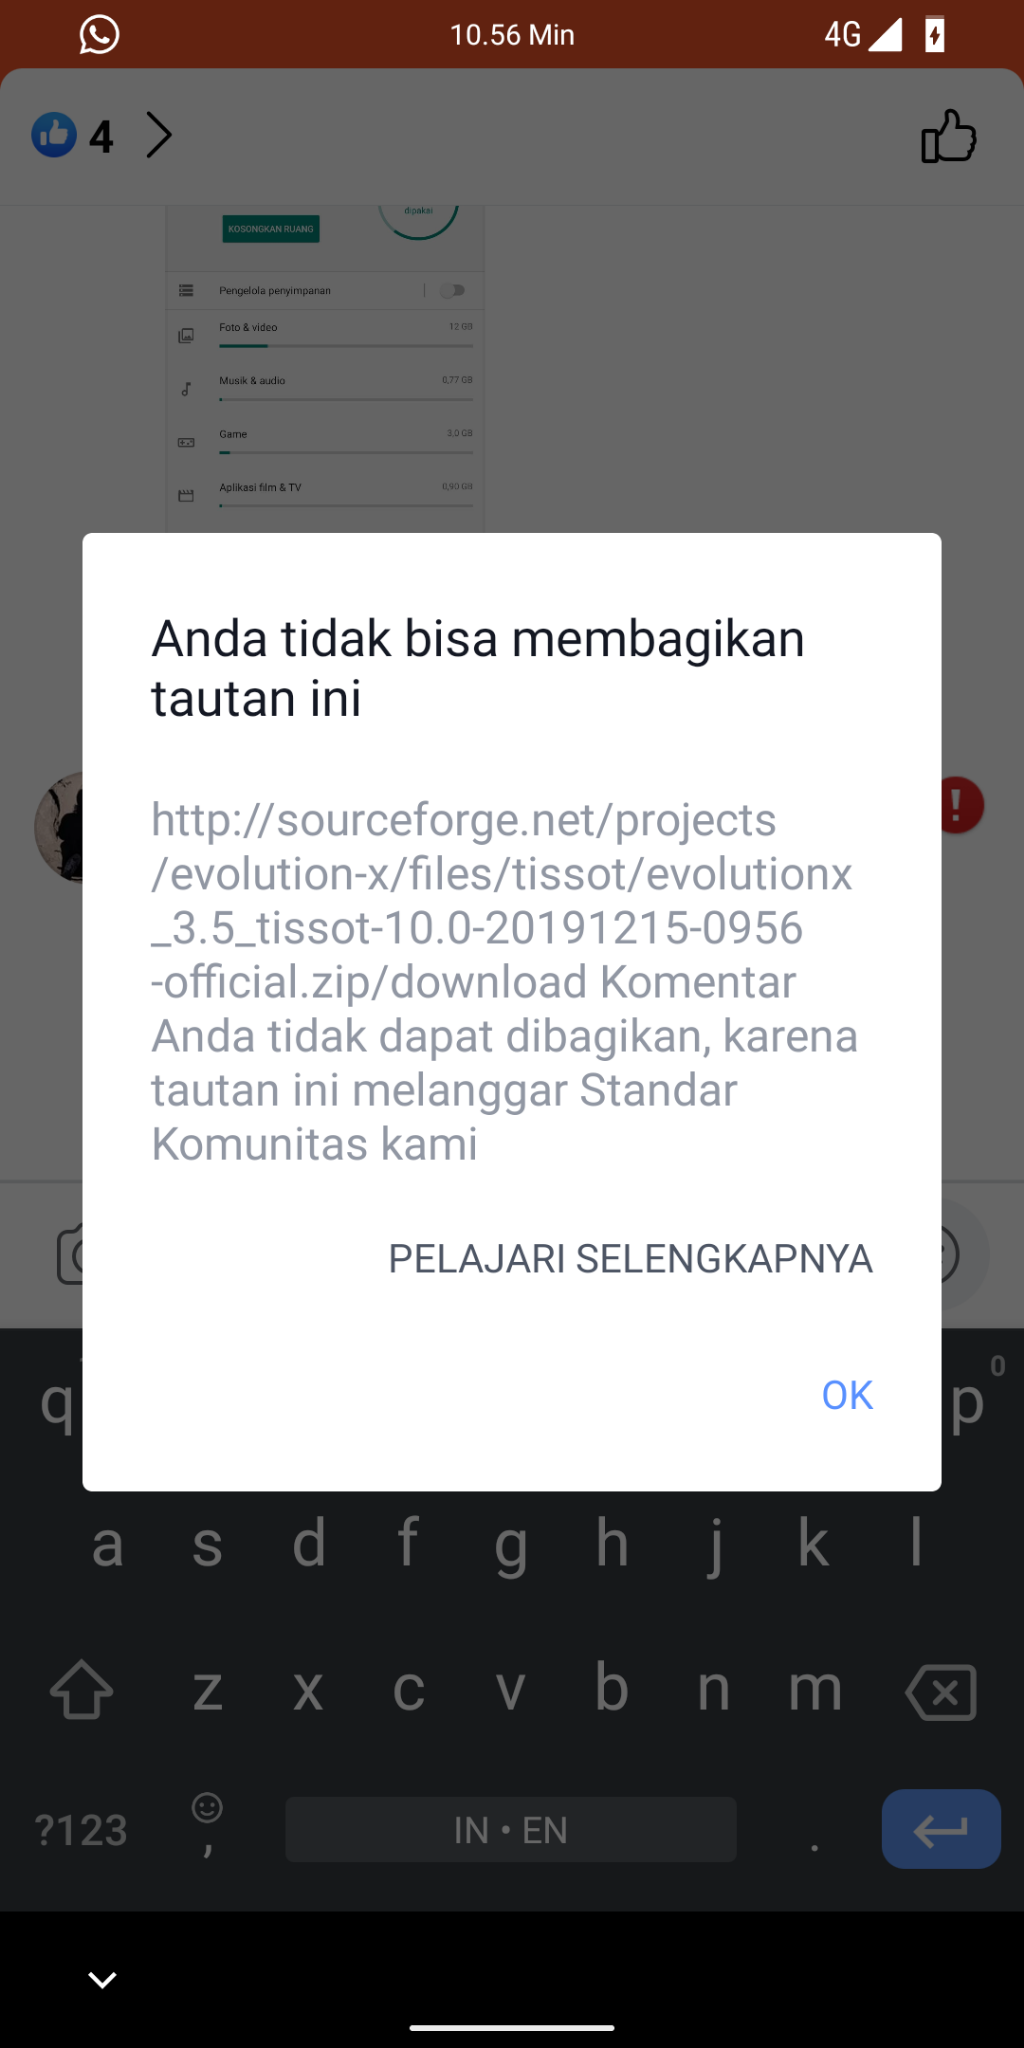 10.56 Min
4G
4
dipakai
KOSONGKAN RUANG
Pengelola penyimpanan
Foto & video 12 GB
Musik & audio 0,77 GB
Game 3,0 GB
Aplikasi film & TV 0,90 GB
Anda tidak bisa membagikan
tautan ini
http://sourceforge.net/projects
/evolution-x/files/tissot/evolutionx
_3.5_tissot-10.0-20191215-0956
-official.zip/download Komentar
Anda tidak dapat dibagikan, karena
tautan ini melanggar Standar
Komunitas kami
PELAJARI SELENGKAPNYA
OK
q p 0
a s d f g h j k l
z x c v b n m
?123 , IN • EN .